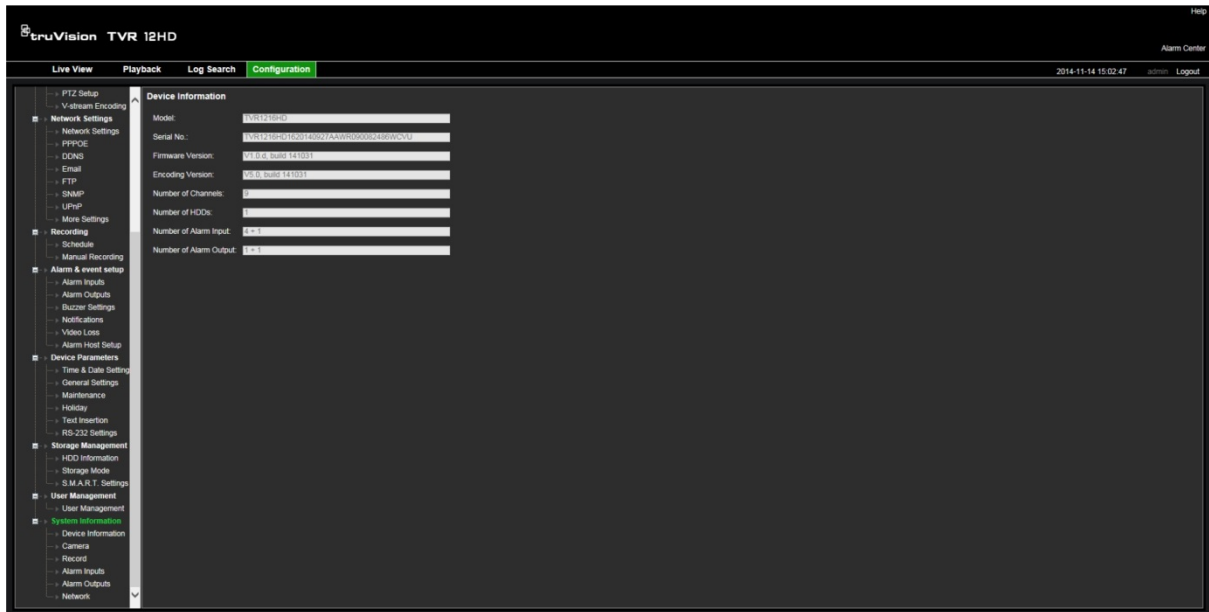 Help
truVision TVR 12HD
Alarm Center
Live View Playback Log Search Configuration 2014-11-14 15:02:47 admin Logout
PTZ Setup
V-stream Encoding
Network Settings
Network Settings
PPPOE
DDNS
Email
FTP
SNMP
UPnP
More Settings
Recording
Schedule
Manual Recording
Alarm & event setup
Alarm Inputs
Alarm Outputs
Buzzer Settings
Notifications
Video Loss
Alarm Host Setup
Device Parameters
Time & Date Setting
General Settings
Maintenance
Holiday
Text Insertion
RS-232 Settings
Storage Management
HDD Information
Storage Mode
S.M.A.R.T. Settings
User Management
User Management
System Information
Device Information
Camera
Record
Alarm Inputs
Alarm Outputs
Network
Device Information
Model: TVR1216HD
Serial No.: TVR1216HD1620140927AAWR090082486WCVU
Firmware Version: V1.0.d, build 141031
Encoding Version: V5.0, build 141031
Number of Channels: 9
Number of HDDs: 1
Number of Alarm Input: 4 + 1
Number of Alarm Output: 1 + 1